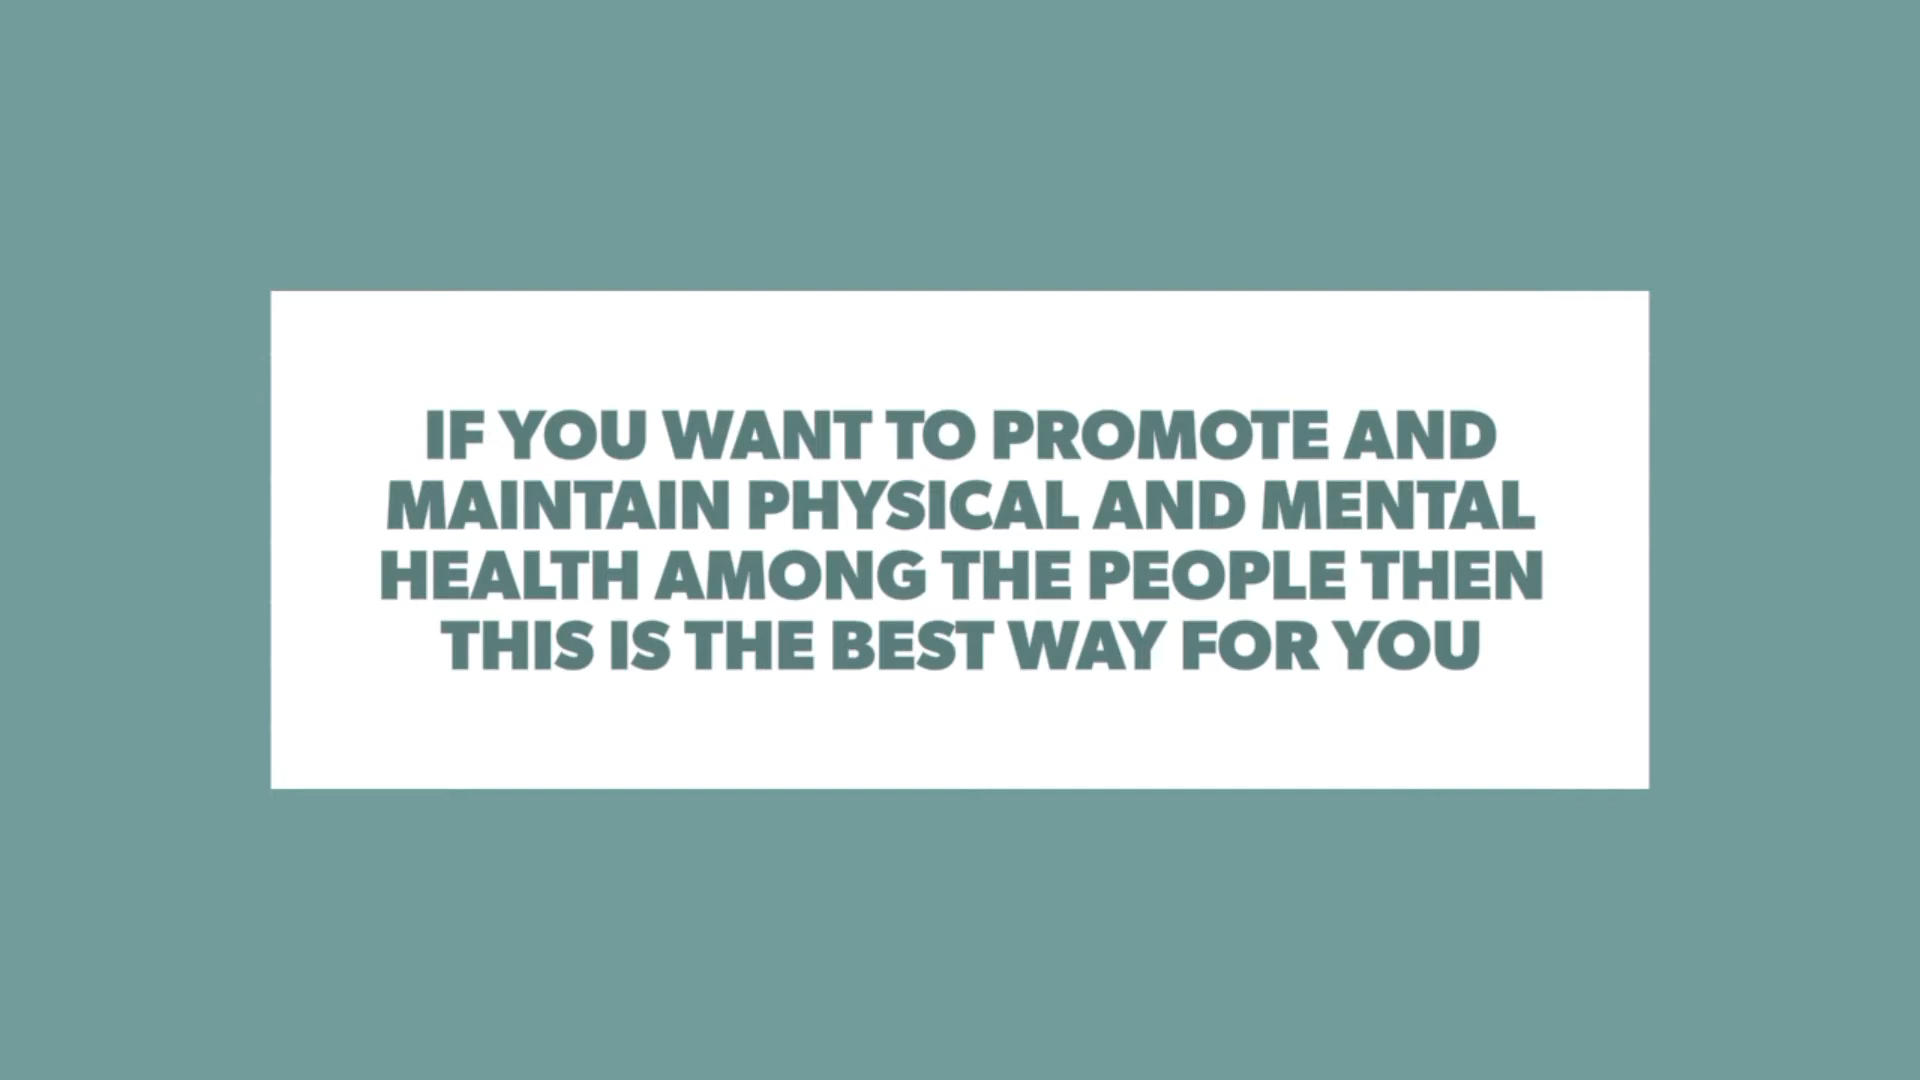 IF YOU WANT TO PROMOTE AND
MAINTAIN PHYSICAL AND MENTAL
HEALTH AMONG THE PEOPLE THEN
THIS IS THE BEST WAY FOR YOU